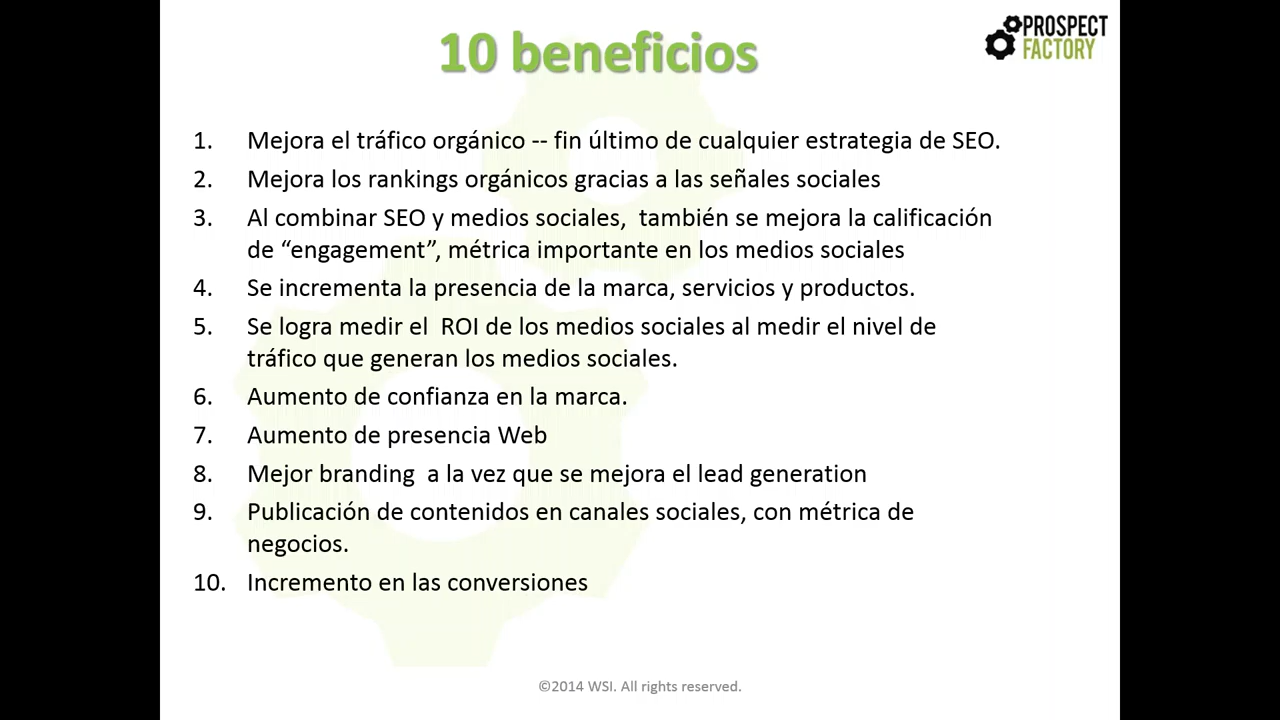 10 beneficios
PROSPECT
FACTORY
1. Mejora el tráfico orgánico -- fin último de cualquier estrategia de SEO.
2. Mejora los rankings orgánicos gracias a las señales sociales
3. Al combinar SEO y medios sociales, también se mejora la calificación
de “engagement”, métrica importante en los medios sociales
4. Se incrementa la presencia de la marca, servicios y productos.
5. Se logra medir el ROI de los medios sociales al medir el nivel de
tráfico que generan los medios sociales.
6. Aumento de confianza en la marca.
7. Aumento de presencia Web
8. Mejor branding a la vez que se mejora el lead generation
9. Publicación de contenidos en canales sociales, con métrica de
negocios.
10. Incremento en las conversiones
©2014 WSI. All rights reserved.